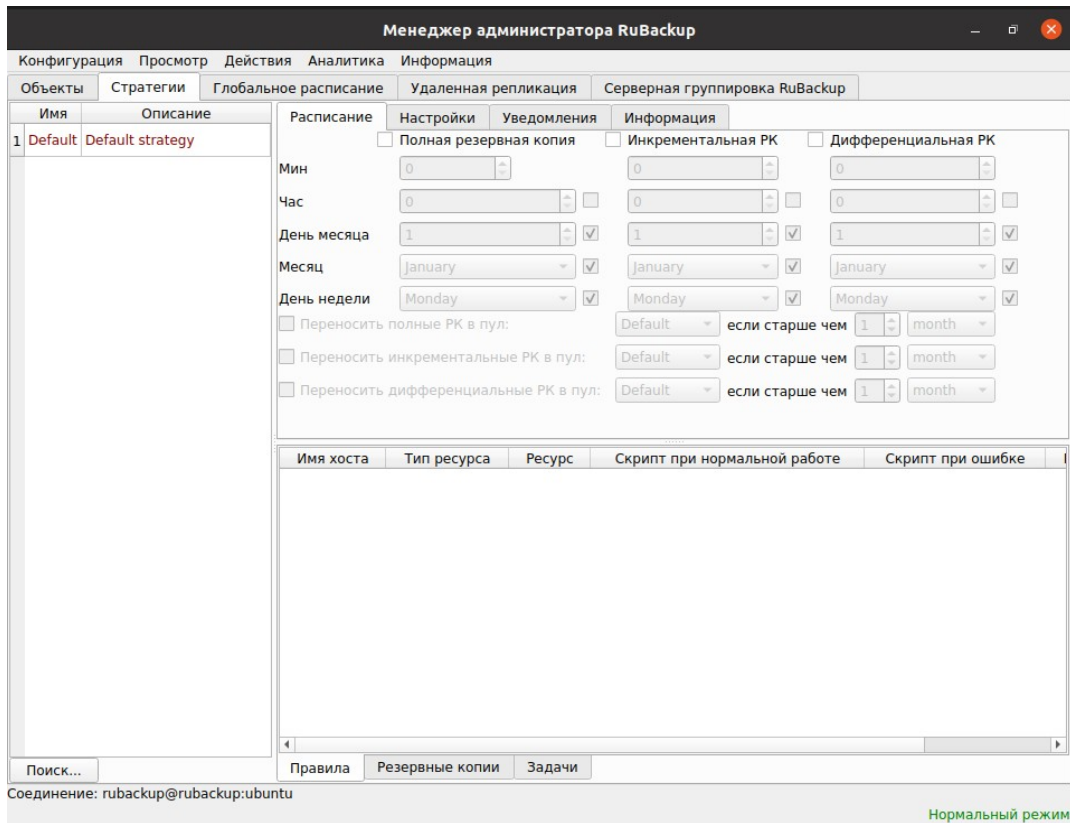 Менеджер администратора RuBackup
Конфигурация Просмотр Действия Аналитика Информация
Объекты Стратегии Глобальное расписание Удаленная репликация Серверная группировка RuBackup
Имя Описание
1 Default Default strategy
Расписание Настройки Уведомления Информация
Полная резервная копия Инкрементальная РК Дифференциальная РК
Мин 0 0 0
Час 0 0 0
День месяца 1 1 1
Месяц January January January
День недели Monday Monday Monday
Переносить полные РК в пул: Default если старше чем 1 month
Переносить инкрементальные РК в пул: Default если старше чем 1 month
Переносить дифференциальные РК в пул: Default если старше чем 1 month
Имя хоста Тип ресурса Ресурс Скрипт при нормальной работе Скрипт при ошибке
Правила Резервные копии Задачи
Поиск...
Соединение: rubackup@rubackup:ubuntu
Нормальный режим